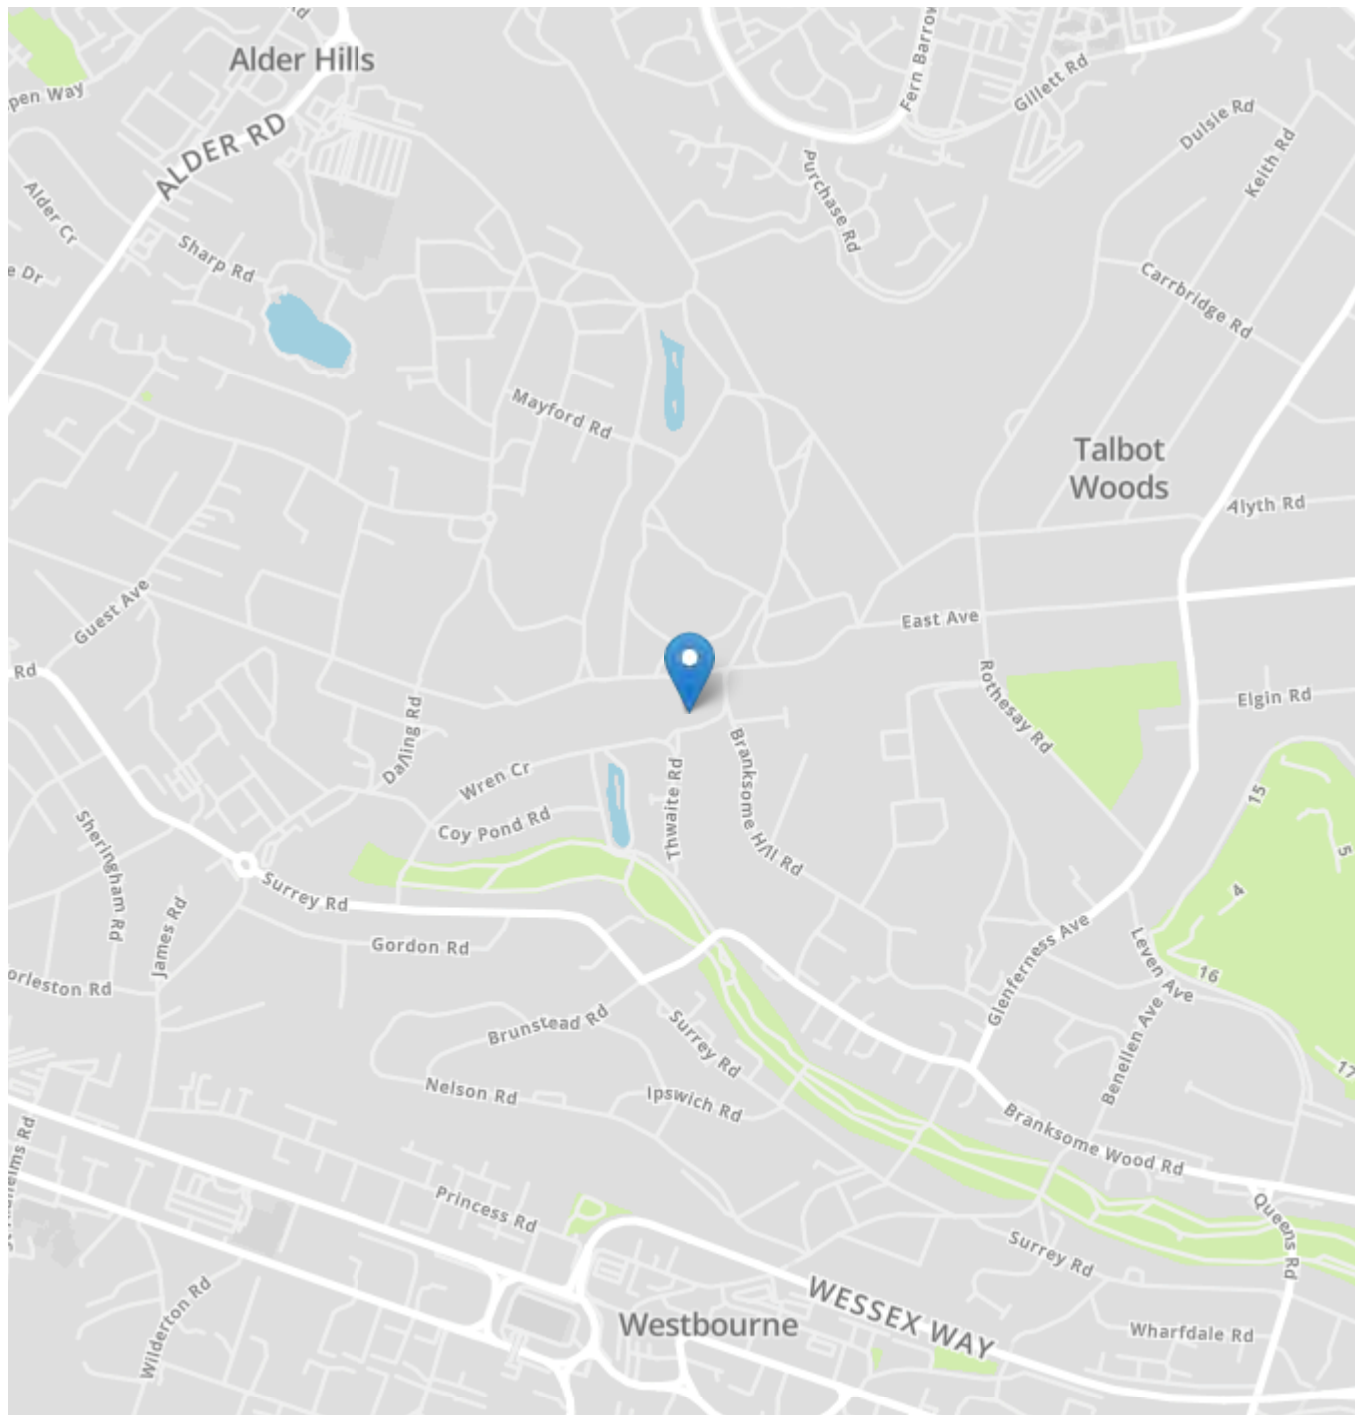 Alder Hills
Fern Barrow
Gillett Rd
pen Way
ALDER RD
Dulsie Rd
Keith Rd
Purchase Rd
Alder Cr
Sharp Rd
e Dr
Carrbridge Rd
Mayford Rd
Talbot
Woods
Alyth Rd
Guest Ave
East Ave
Rd
Rothesay Rd
Elgin Rd
Wren Cr
Branksome Hill Rd
Thwaite Rd
15
Coy Pond Rd
Sheringham Rd
5
4
Surrey Rd
James Rd
Gordon Rd
Glenferness Ave
Leven Ave
16
orleston Rd
Benellen Ave
Brunstead Rd
Surrey Rd
17
Nelson Rd
Ipswich Rd
Branksome Wood Rd
Princess Rd
Queens Rd
Surrey Rd
Wilderton Rd
WESSEX WAY
Westbourne
Wharfdale Rd